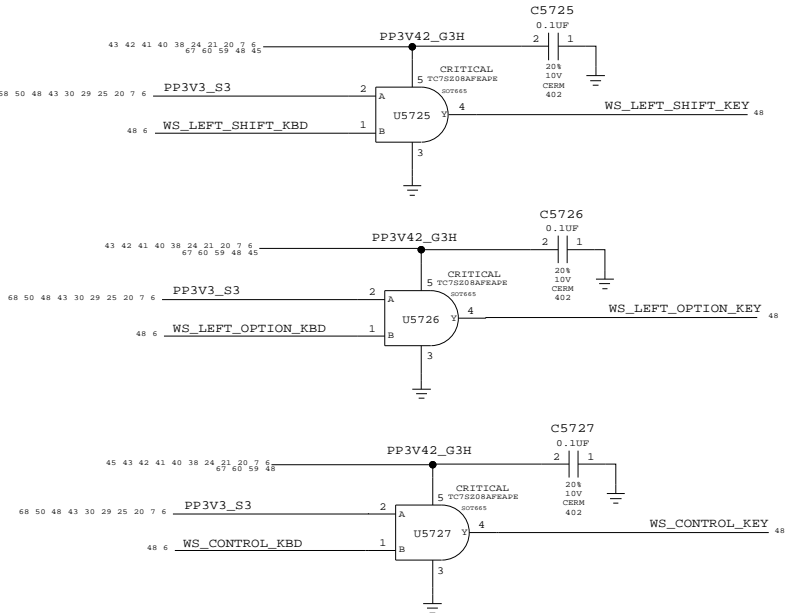 C5725
0.1UF
PP3V42_G3H
2 1
43 42 41 40 38 24 21 20 7 6
67 60 59 48 45
20%
10V
CERM
402
CRITICAL
5 TC7SZ08AFEAPE
SOT665
68 50 48 43 30 29 25 20 7 6 PP3V3_S3 2 A
U5725 Y 4 WS_LEFT_SHIFT_KEY 48
48 6 WS_LEFT_SHIFT_KBD 1 B
3
C5726
0.1UF
PP3V42_G3H
2 1
43 42 41 40 38 24 21 20 7 6
67 60 59 48 45
20%
10V
CERM
402
CRITICAL
5 TC7SZ08AFEAPE
SOT665
68 50 48 43 30 29 25 20 7 6 PP3V3_S3 2 A
U5726 Y 4 WS_LEFT_OPTION_KEY 48
48 6 WS_LEFT_OPTION_KBD 1 B
3
C5727
0.1UF
PP3V42_G3H
2 1
45 43 42 41 40 38 24 21 20 7 6
67 60 59 48
20%
10V
CERM
402
CRITICAL
5 TC7SZ08AFEAPE
SOT665
68 50 48 43 30 29 25 20 7 6 PP3V3_S3 2 A
U5727 Y 4 WS_CONTROL_KEY 48
48 6 WS_CONTROL_KBD 1 B
3